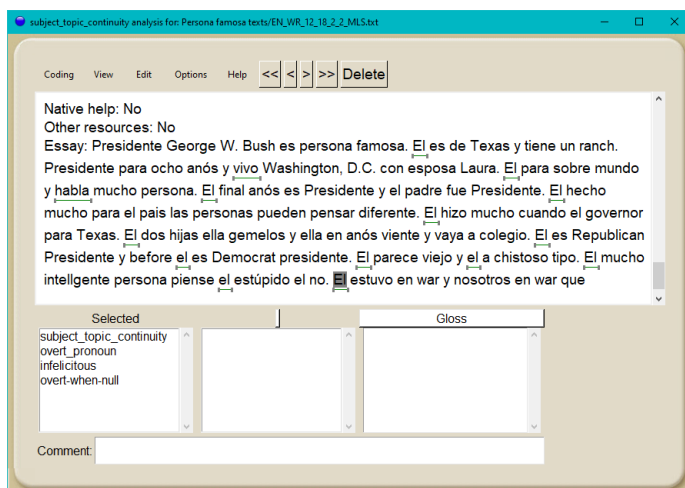 subject_topic_continuity analysis for: Persona famosa texts/EN_WR_12_18_2_2_MLS.txt
Coding View Edit Options Help << < > >> Delete
Native help: No
Other resources: No
Essay: Presidente George W. Bush es persona famosa. El es de Texas y tiene un ranch.
Presidente para ocho anós y vivo Washington, D.C. con esposa Laura. El para sobre mundo
y habla mucho persona. El final anós es Presidente y el padre fue Presidente. El hecho
mucho para el pais las personas pueden pensar diferente. El hizo mucho cuando el governor
para Texas. El dos hijas ella gemelos y ella en anós viente y vaya a colegio. El es Republican
Presidente y before el es Democrat presidente. El parece viejo y el a chistoso tipo. El mucho
intellgente persona piense el estúpido el no. El estuvo en war y nosotros en war que
Selected Gloss
subject_topic_continuity
overt_pronoun
infelicitous
overt-when-null
Comment: